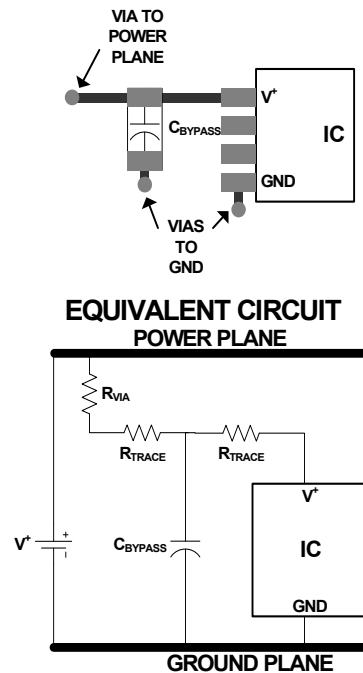 VIA TO
POWER
PLANE
V+
CBYPASS
IC
GND
VIAS
TO
GND
EQUIVALENT CIRCUIT
POWER PLANE
RVIA
RTRACE
RTRACE
V+
V+
+
-
CBYPASS
IC
GND
GROUND PLANE